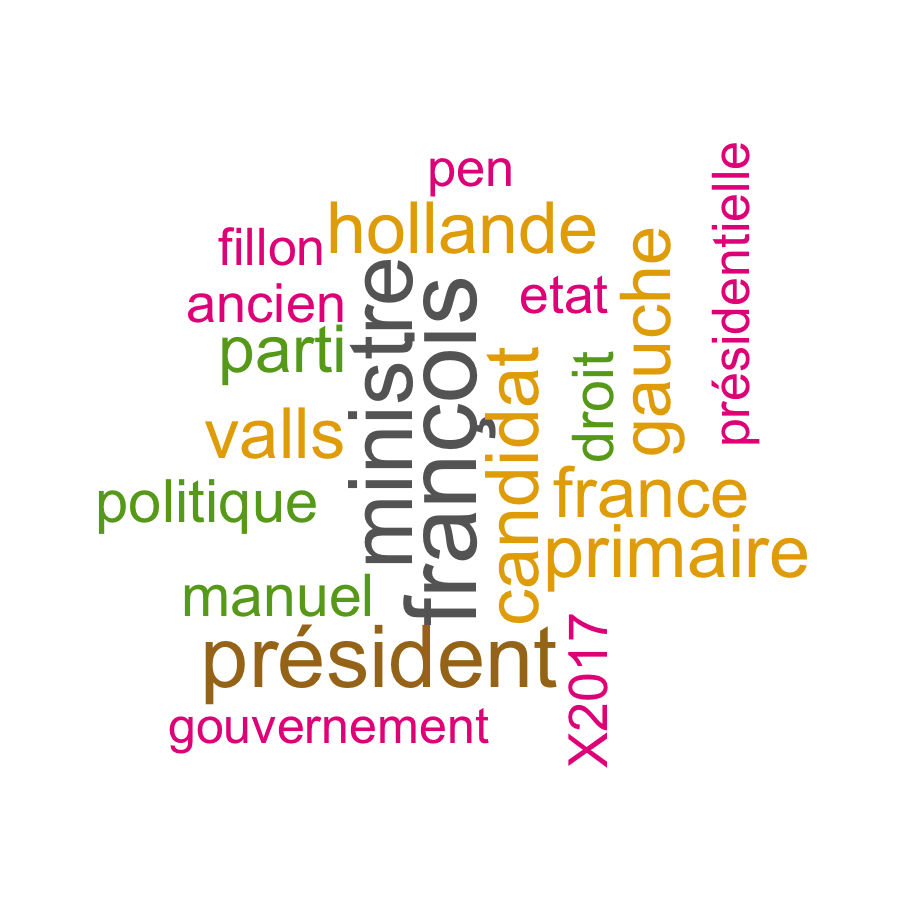 pen
hollande
fillon
ancien
etat
présidentielle
gauche
ministre
françois
parti
droit
candidat
valls
politique
france
primaire
manuel
président
X2017
gouvernement